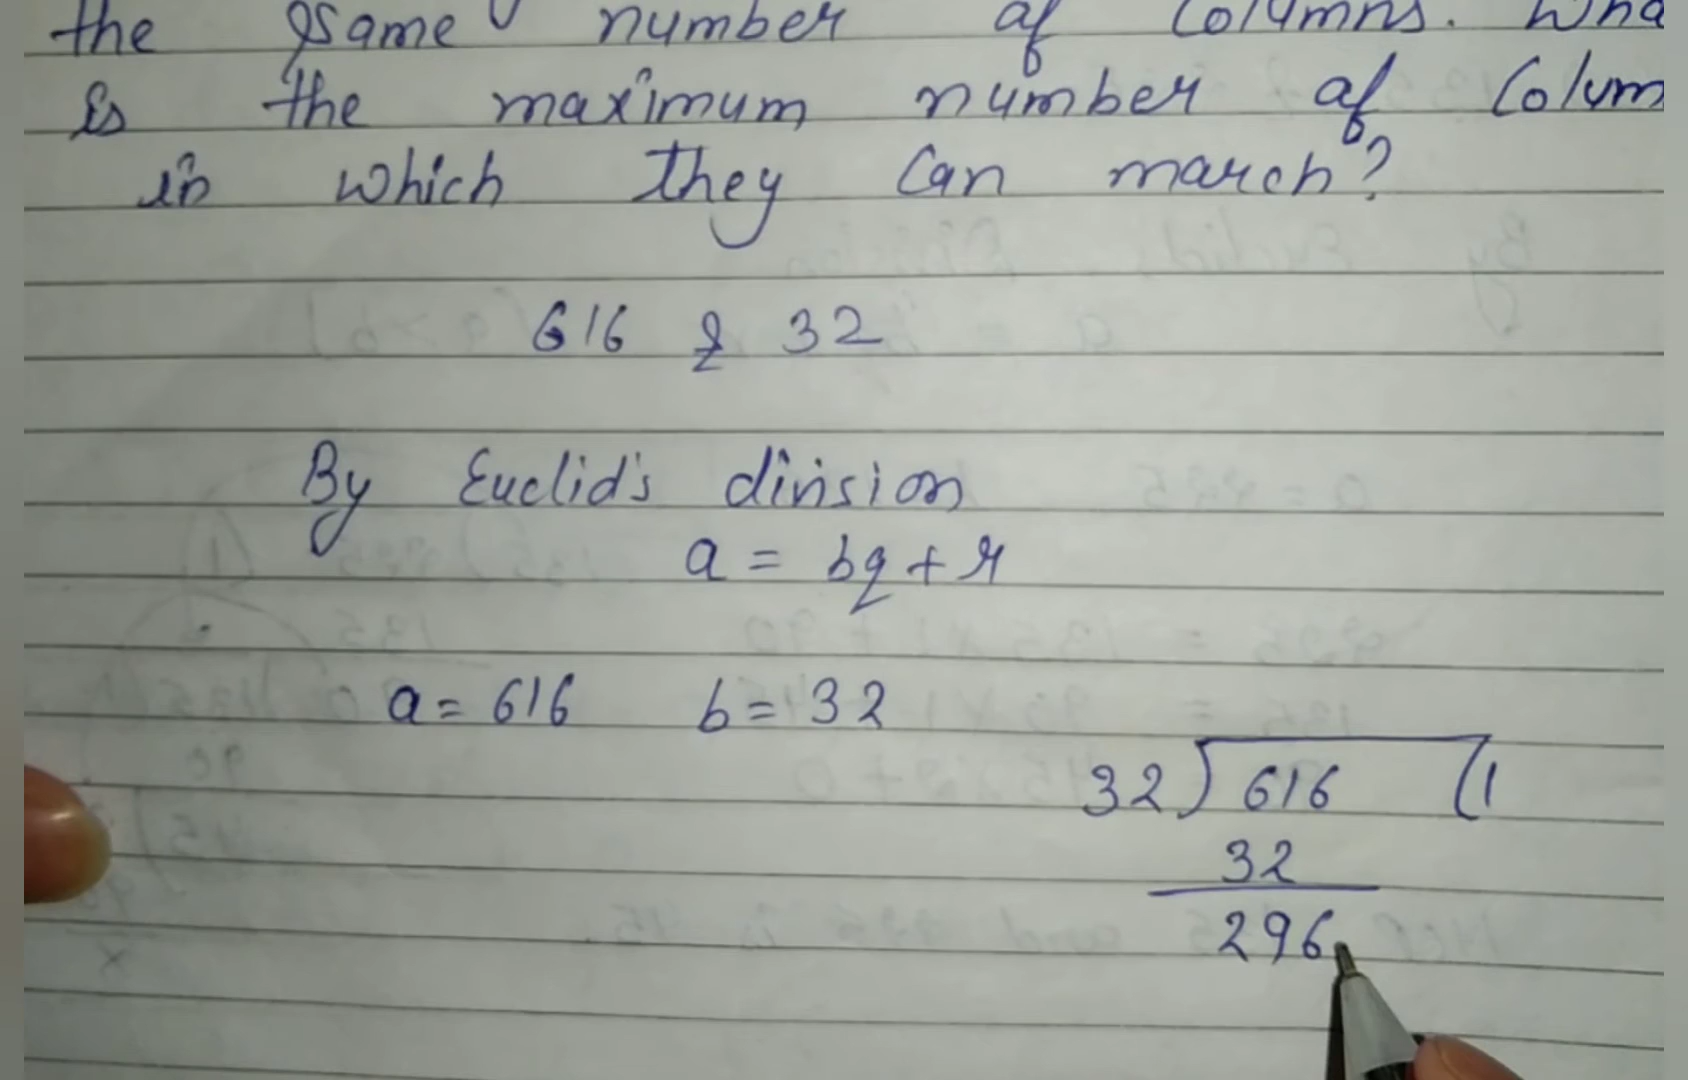 the same number of columns. Wha
is the maximum number of Colum
in which they can march?
616 & 32
By Euclid's division
a = bq + r
a = 616 b = 32
32) 616 (1
32
296